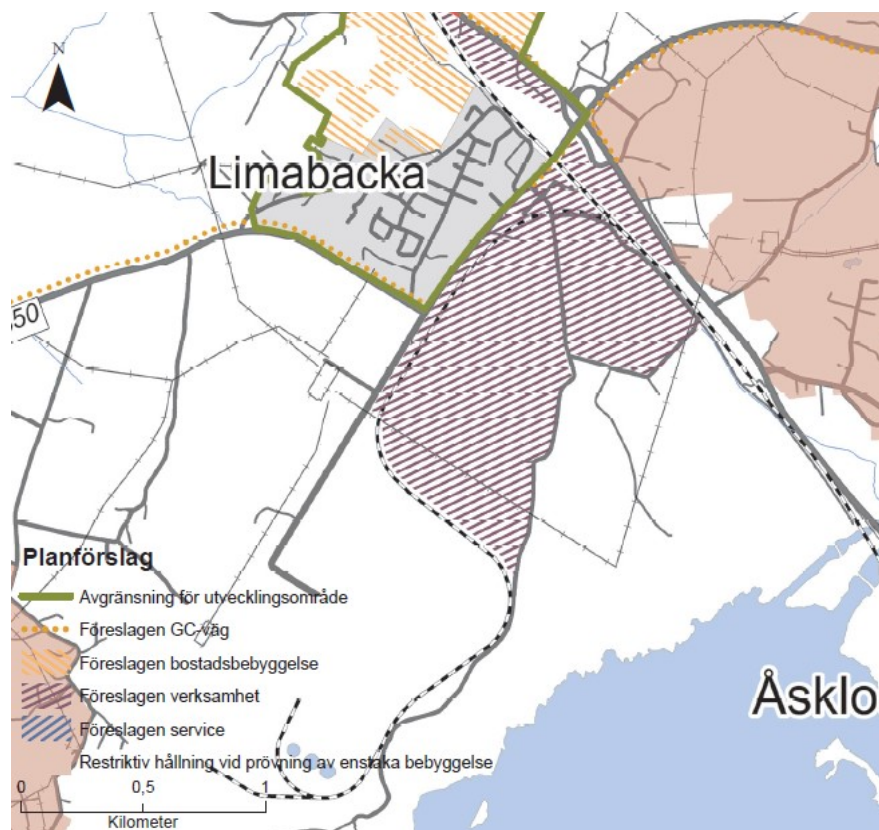 N
Limabacka
50
Åsklo
Planförslag
Avgränsning för utvecklingsområde
Föreslagen GC-väg
Föreslagen bostadsbebyggelse
Föreslagen verksamhet
Föreslagen service
Restriktiv hållning vid prövning av enstaka bebyggelse
0 0,5 1
Kilometer